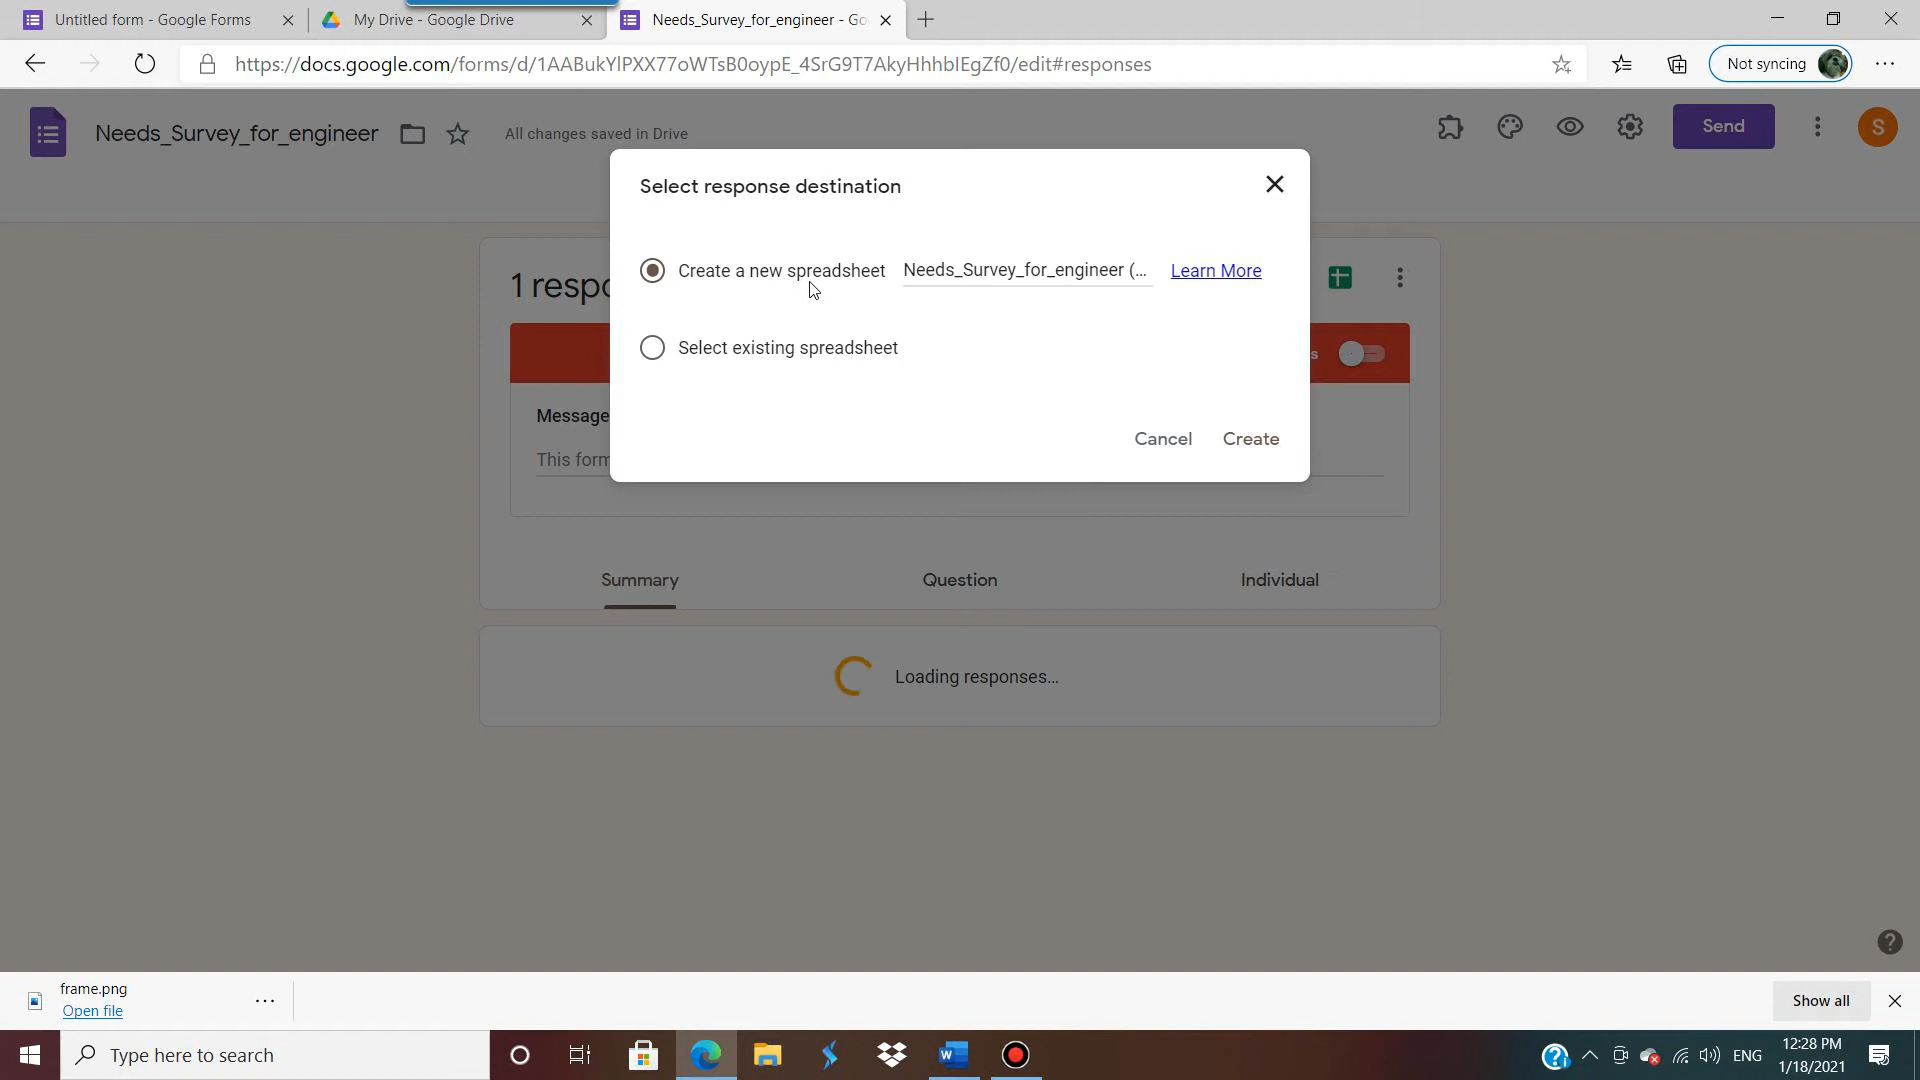 Untitled form - Google Forms
My Drive - Google Drive
Needs_Survey_for_engineer - Go
https://docs.google.com/forms/d/1AABukYlPXX77oWTsB0oypE_4SrG9T7AkyHhhblEgZf0/edit#responses
Not syncing
Needs_Survey_for_engineer
All changes saved in Drive
Send
S
Select response destination
Create a new spreadsheet
Needs_Survey_for_engineer (...
Learn More
1 respo
s
Select existing spreadsheet
Message
Cancel
Create
This form
Summary
Question
Individual
Loading responses...
frame.png
Open file
Show all
Type here to search
ENG
12:28 PM
1/18/2021